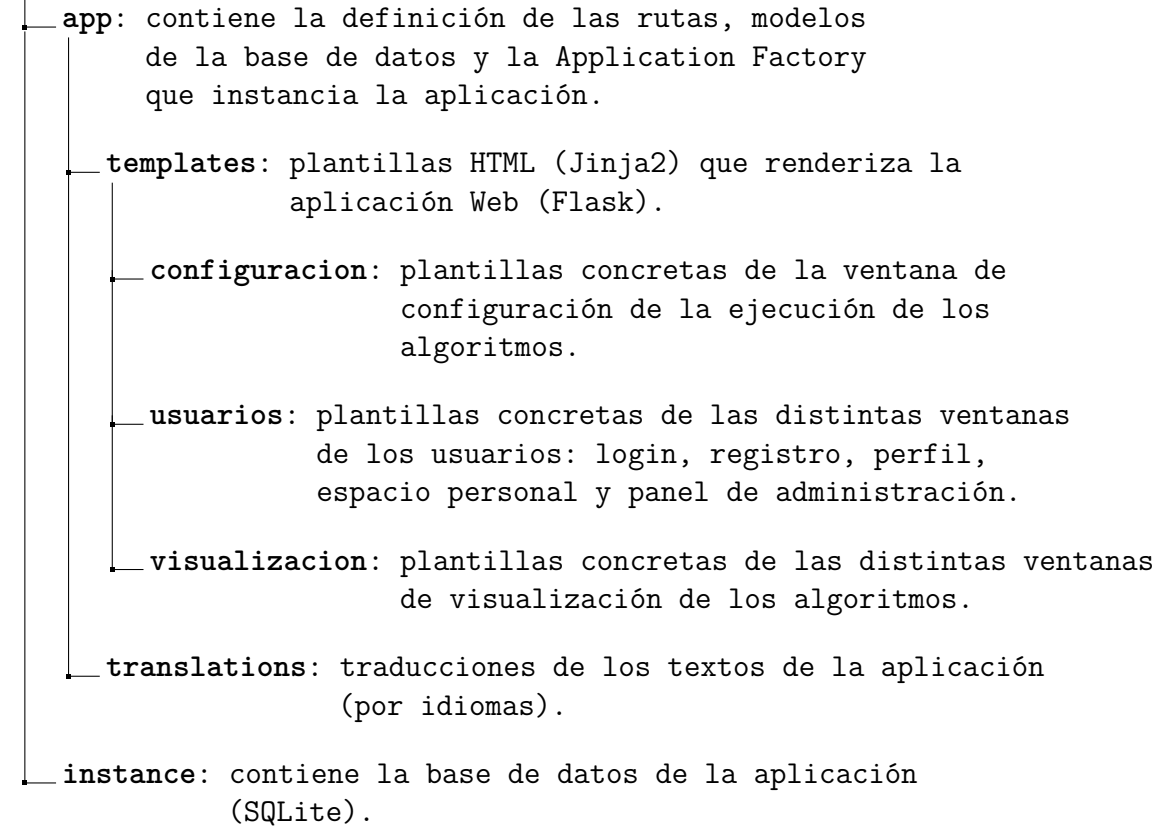 app: contiene la definición de las rutas, modelos
de la base de datos y la Application Factory
que instancia la aplicación.
templates: plantillas HTML (Jinja2) que renderiza la
aplicación Web (Flask).
configuracion: plantillas concretas de la ventana de
configuración de la ejecución de los
algoritmos.
usuarios: plantillas concretas de las distintas ventanas
de los usuarios: login, registro, perfil,
espacio personal y panel de administración.
visualizacion: plantillas concretas de las distintas ventanas
de visualización de los algoritmos.
translations: traducciones de los textos de la aplicación
(por idiomas).
instance: contiene la base de datos de la aplicación
(SQLite).